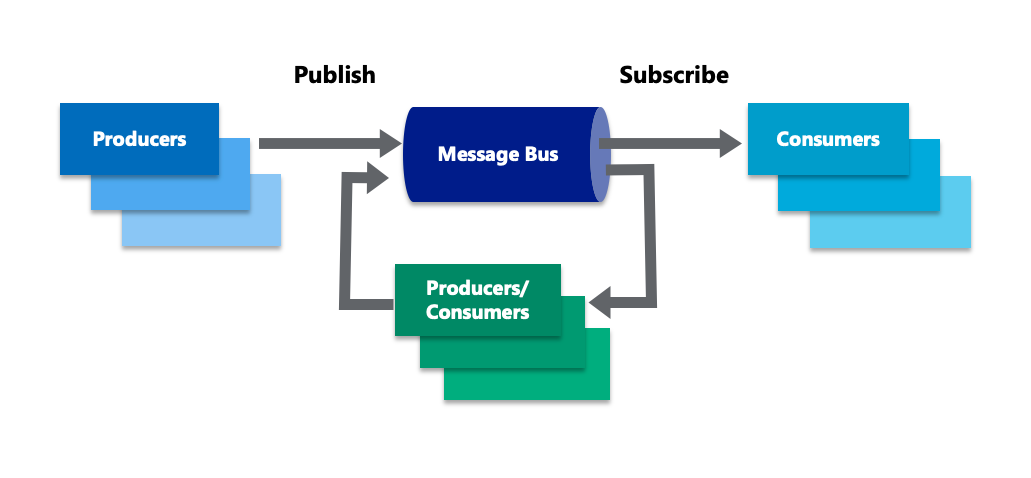 Publish
Subscribe
Producers
Message Bus
Consumers
Producers/
Consumers